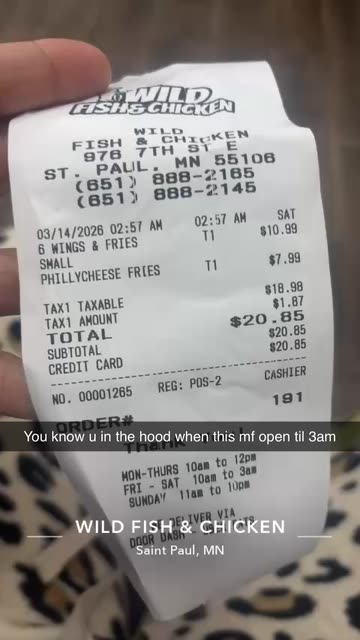 WILD
FISH & CHICKEN
WILD
FISH & CHICKEN
976 7TH ST E
ST. PAUL, MN 55106
(651) 888-2165
(651) 888-2145
03/14/2026 02:57 AM 02:57 AM SAT
6 WINGS & FRIES T1 $10.99
SMALL
PHILLYCHEESE FRIES T1 $7.99
TAX1 TAXABLE $18.98
TAX1 AMOUNT $1.87
TOTAL $20.85
SUBTOTAL $20.85
CREDIT CARD $20.85
NO. 00001265 REG: POS-2 CASHIER
ORDER# 191
You know u in the hood when this mf open til 3am
MON-THURS 10am to 12pm
FRI - SAT 10am to 3am
SUNDAY 11am to 10pm
DELIVER VIA
DOOR DASH
WILD FISH & CHICKEN
Saint Paul, MN